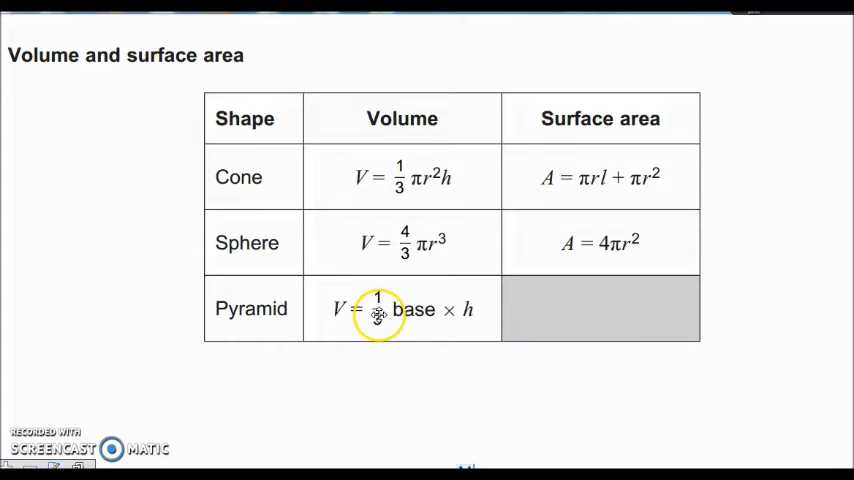 Volume and surface area
Shape Volume Surface area
Cone V = 1/3 πr²h A = πrl + πr²
Sphere V = 4/3 πr³ A = 4πr²
Pyramid V = 1/3 base × h
RECORDED WITH
SCREENCAST MATIC